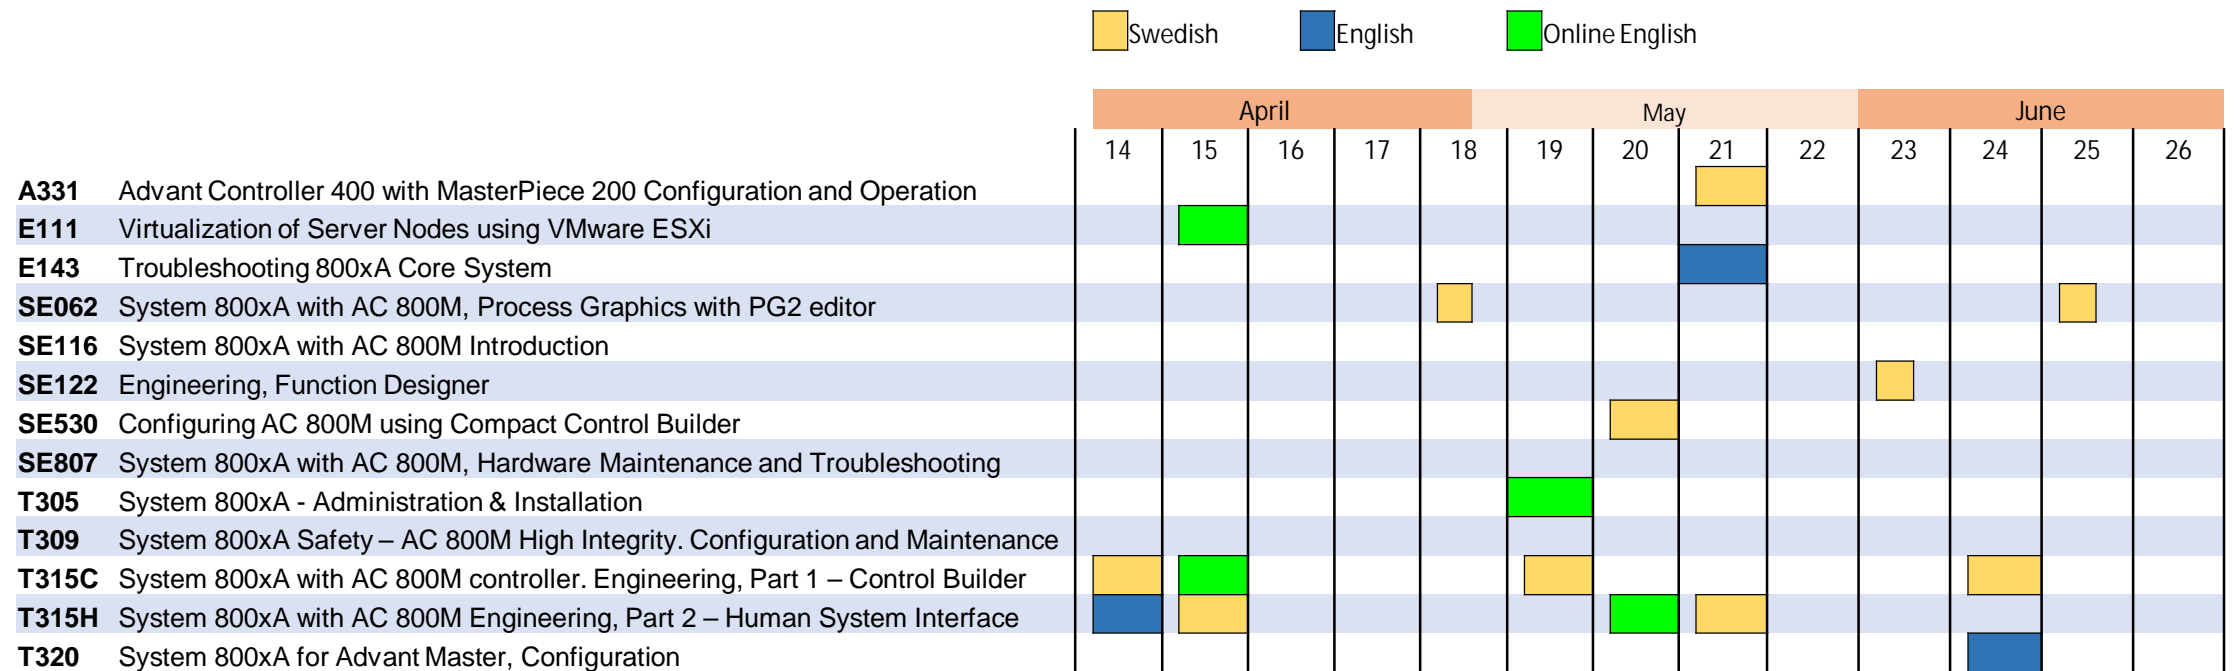 Swedish English Online English
April May June
14 15 16 17 18 19 20 21 22 23 24 25 26
A331 Advant Controller 400 with MasterPiece 200 Configuration and Operation
E111 Virtualization of Server Nodes using VMware ESXi
E143 Troubleshooting 800xA Core System
SE062 System 800xA with AC 800M, Process Graphics with PG2 editor
SE116 System 800xA with AC 800M Introduction
SE122 Engineering, Function Designer
SE530 Configuring AC 800M using Compact Control Builder
SE807 System 800xA with AC 800M, Hardware Maintenance and Troubleshooting
T305 System 800xA - Administration & Installation
T309 System 800xA Safety – AC 800M High Integrity. Configuration and Maintenance
T315C System 800xA with AC 800M controller. Engineering, Part 1 – Control Builder
T315H System 800xA with AC 800M Engineering, Part 2 – Human System Interface
T320 System 800xA for Advant Master, Configuration